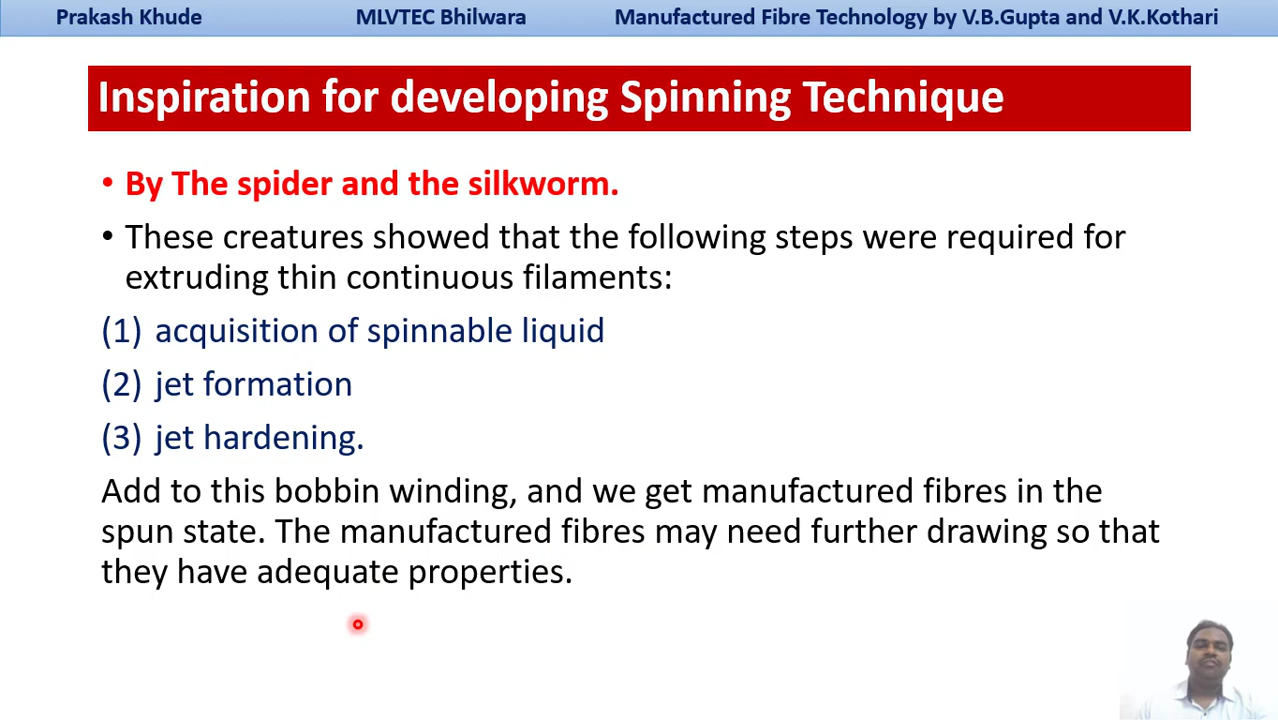 Prakash Khude MLVTEC Bhilwara Manufactured Fibre Technology by V.B.Gupta and V.K.Kothari
Inspiration for developing Spinning Technique
• By The spider and the silkworm.
• These creatures showed that the following steps were required for
extruding thin continuous filaments:
(1) acquisition of spinnable liquid
(2) jet formation
(3) jet hardening.
Add to this bobbin winding, and we get manufactured fibres in the
spun state. The manufactured fibres may need further drawing so that
they have adequate properties.